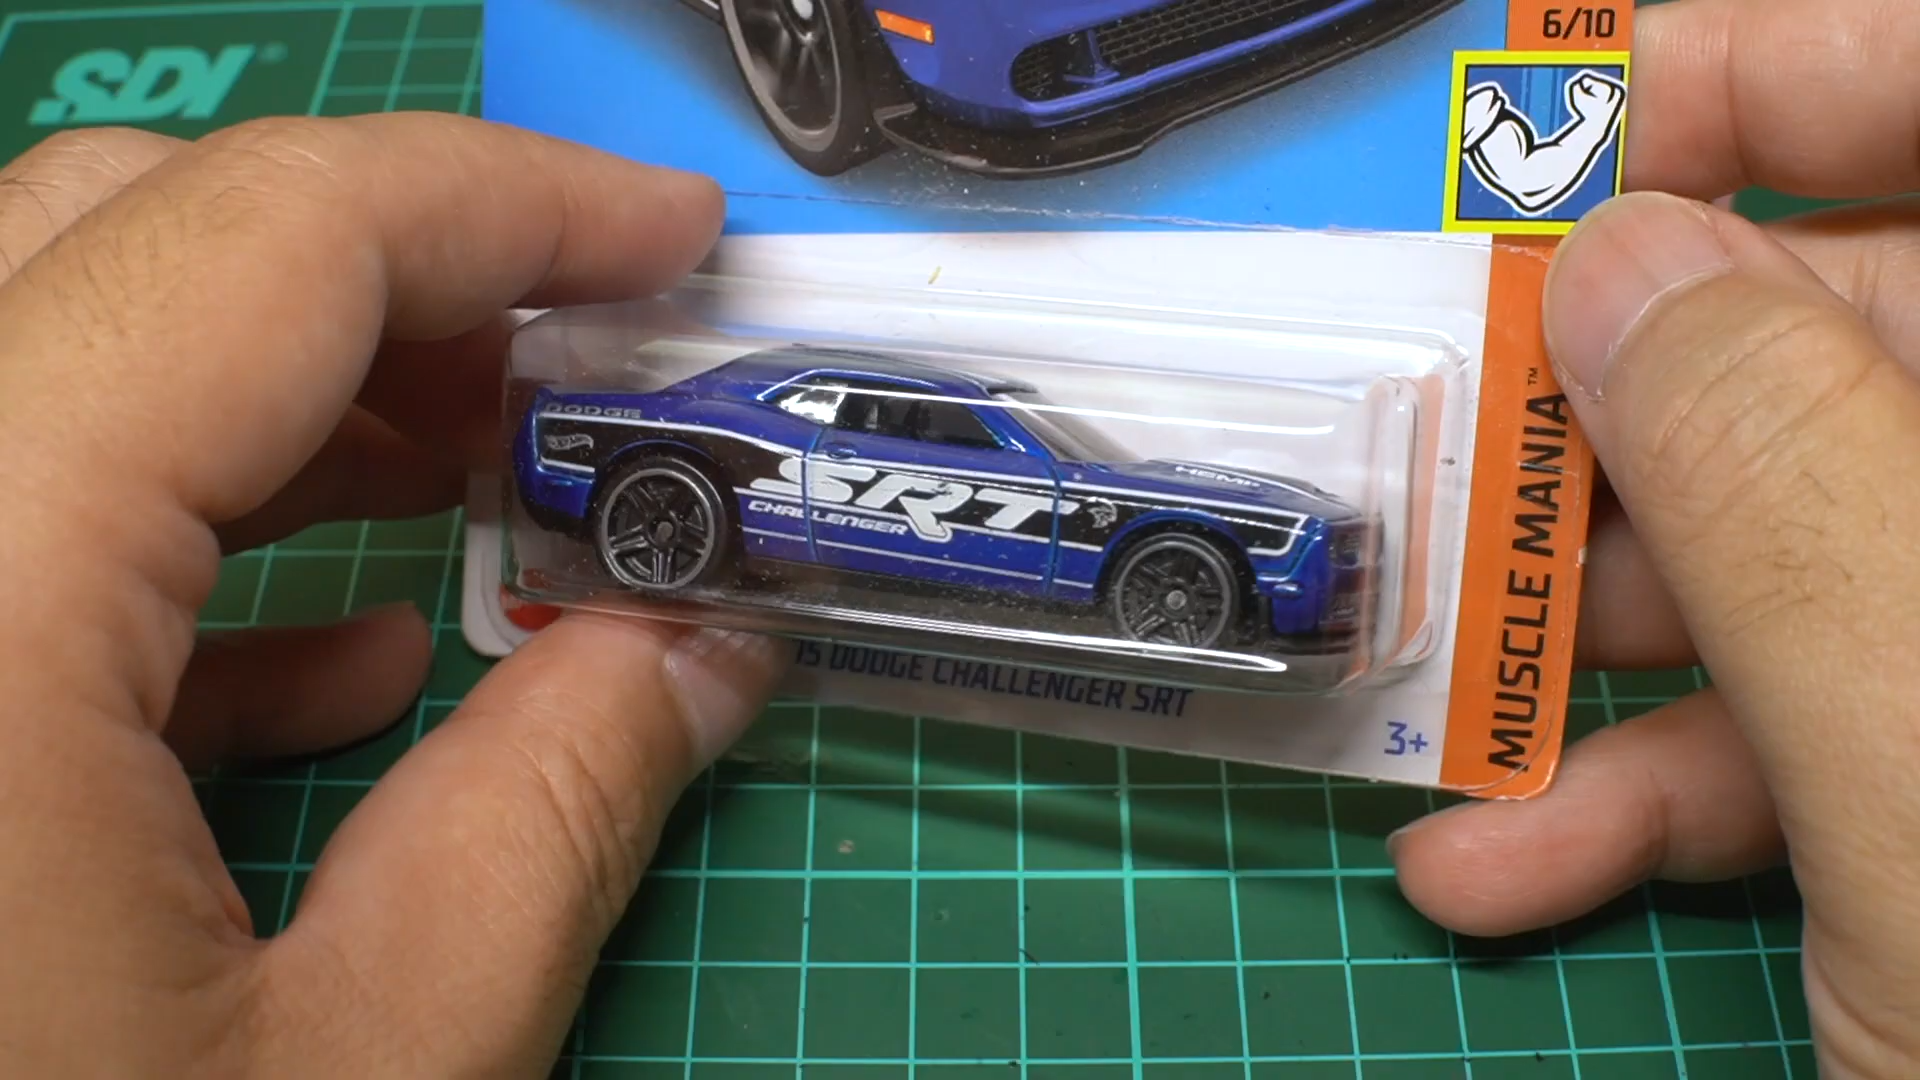 SDI®
6/10
MUSCLE MANIA™
DODGE
SRT
CHALLENGER
HEMI
15 DODGE CHALLENGER SRT
3+